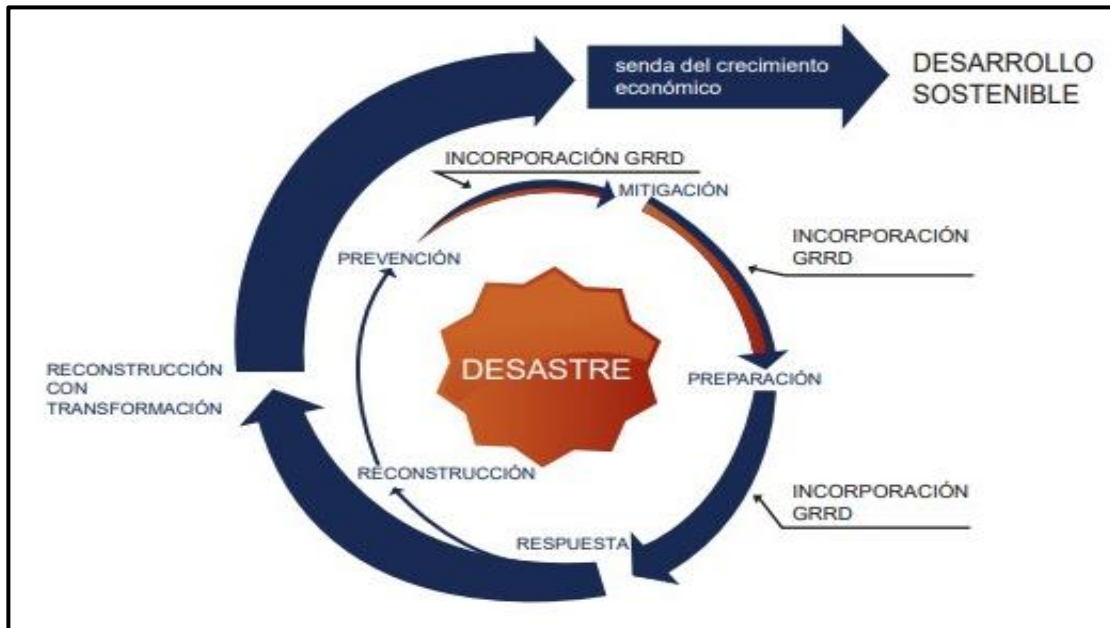 senda del crecimiento
económico
DESARROLLO
SOSTENIBLE
INCORPORACIÓN GRRD
MITIGACIÓN
INCORPORACIÓN
GRRD
PREVENCIÓN
DESASTRE
RECONSTRUCCIÓN
CON
TRANSFORMACIÓN
PREPARACIÓN
RECONSTRUCCIÓN
INCORPORACIÓN
GRRD
RESPUESTA